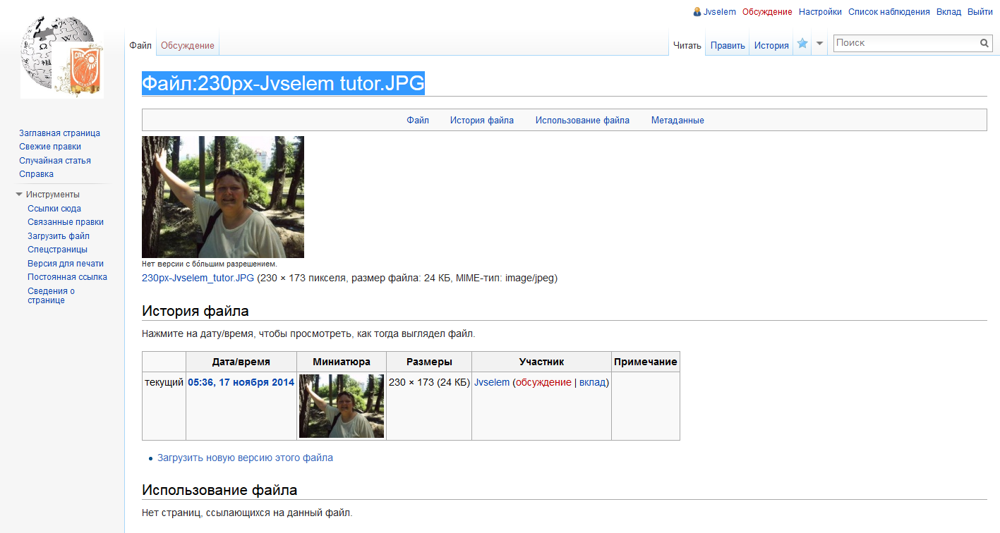 Jvselem Обсуждение Настройки Список наблюдения Вклад Выйти
Файл Обсуждение Читать Править История Поиск
Файл:230px-Jvselem tutor.JPG
Файл История файла Использование файла Метаданные
Нет версии с бо́льшим разрешением.
230px-Jvselem_tutor.JPG (230 × 173 пикселя, размер файла: 24 КБ, MIME-тип: image/jpeg)
История файла
Нажмите на дату/время, чтобы просмотреть, как тогда выглядел файл.
Дата/время Миниатюра Размеры Участник Примечание
текущий 05:36, 17 ноября 2014 230 × 173 (24 КБ) Jvselem (обсуждение | вклад)
Загрузить новую версию этого файла
Использование файла
Нет страниц, ссылающихся на данный файл.
Заглавная страница
Свежие правки
Случайная статья
Справка
Инструменты
Ссылки сюда
Связанные правки
Загрузить файл
Спецстраницы
Версия для печати
Постоянная ссылка
Сведения о
странице